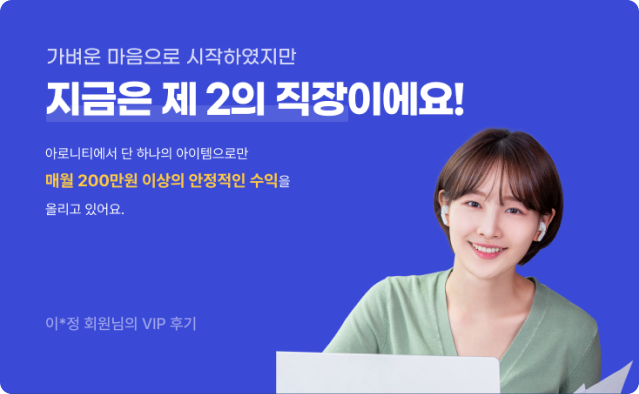 가벼운 마음으로 시작하였지만
지금은 제 2의 직장이에요!
아로니티에서 단 하나의 아이템으로만
매월 200만원 이상의 안정적인 수익을
올리고 있어요.
이*정 회원님의 VIP 후기